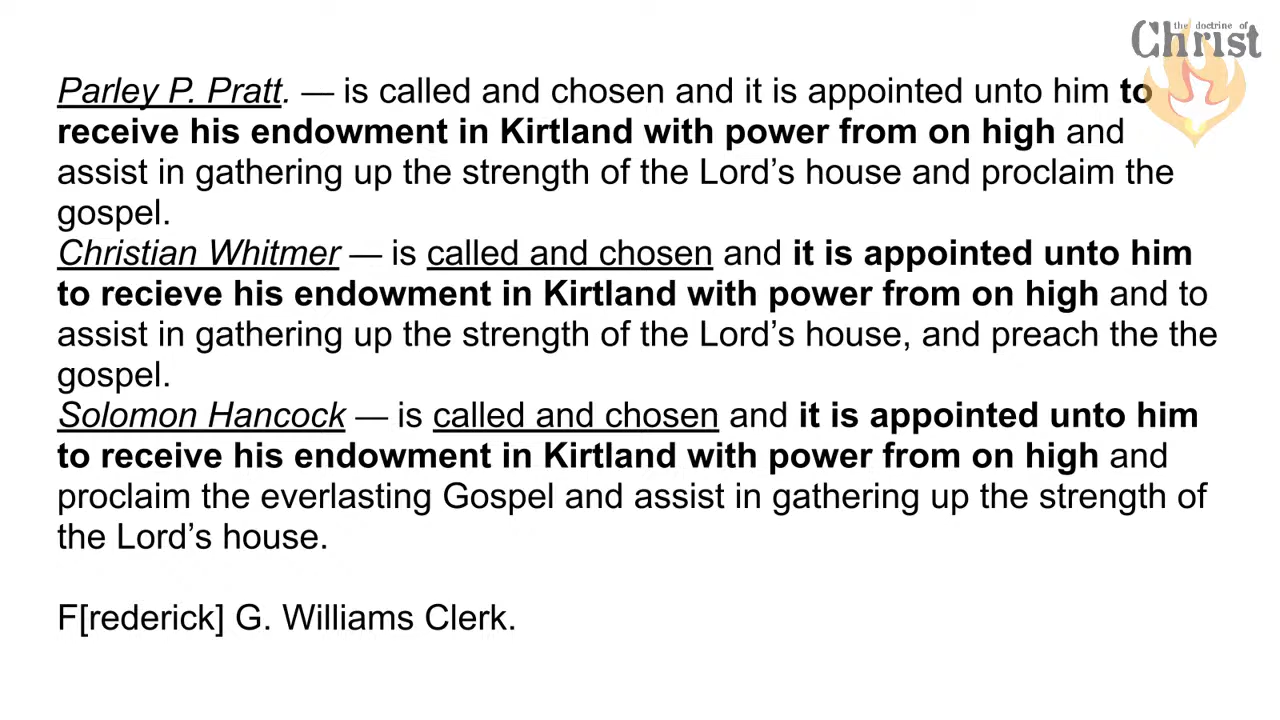 the doctrine of
Christ
Parley P. Pratt. — is called and chosen and it is appointed unto him to
receive his endowment in Kirtland with power from on high and
assist in gathering up the strength of the Lord’s house and proclaim the
gospel.
Christian Whitmer — is called and chosen and it is appointed unto him
to recieve his endowment in Kirtland with power from on high and to
assist in gathering up the strength of the Lord’s house, and preach the the
gospel.
Solomon Hancock — is called and chosen and it is appointed unto him
to receive his endowment in Kirtland with power from on high and
proclaim the everlasting Gospel and assist in gathering up the strength of
the Lord’s house.
F[rederick] G. Williams Clerk.